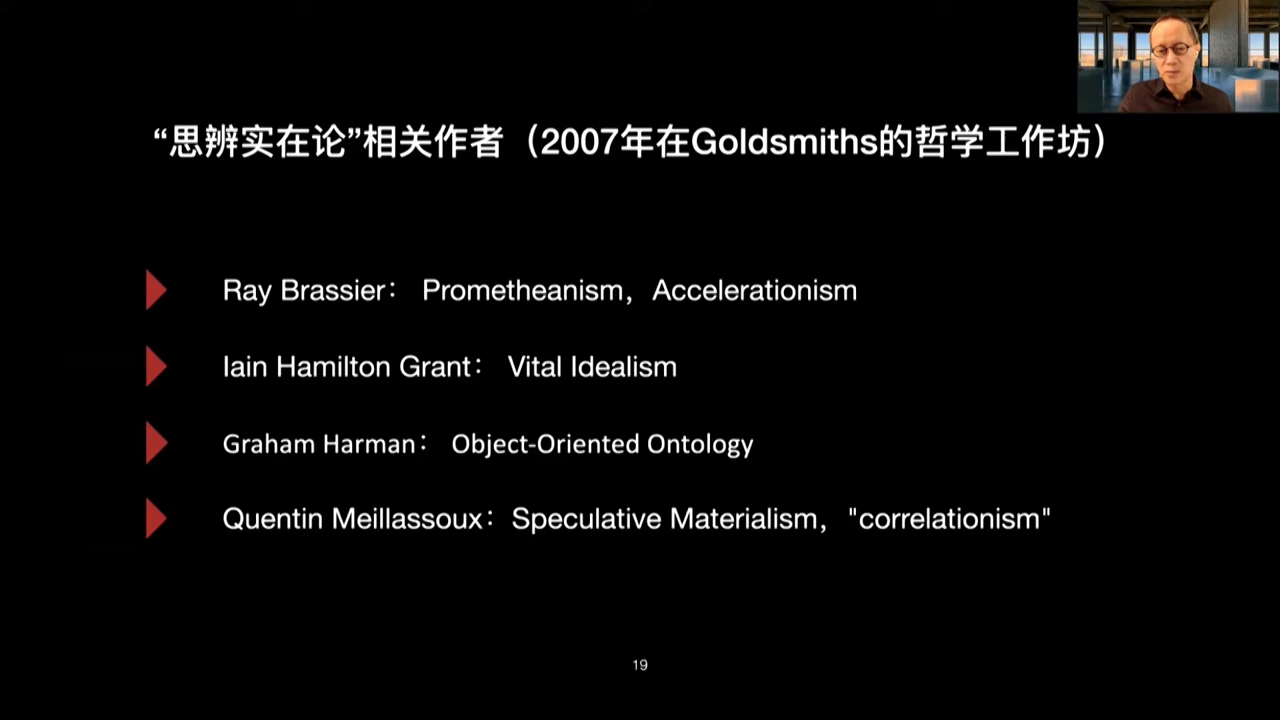 “思辨实在论”相关作者（2007年在Goldsmiths的哲学工作坊）
Ray Brassier： Prometheanism，Accelerationism
Iain Hamilton Grant： Vital Idealism
Graham Harman： Object-Oriented Ontology
Quentin Meillassoux：Speculative Materialism，"correlationism"
19